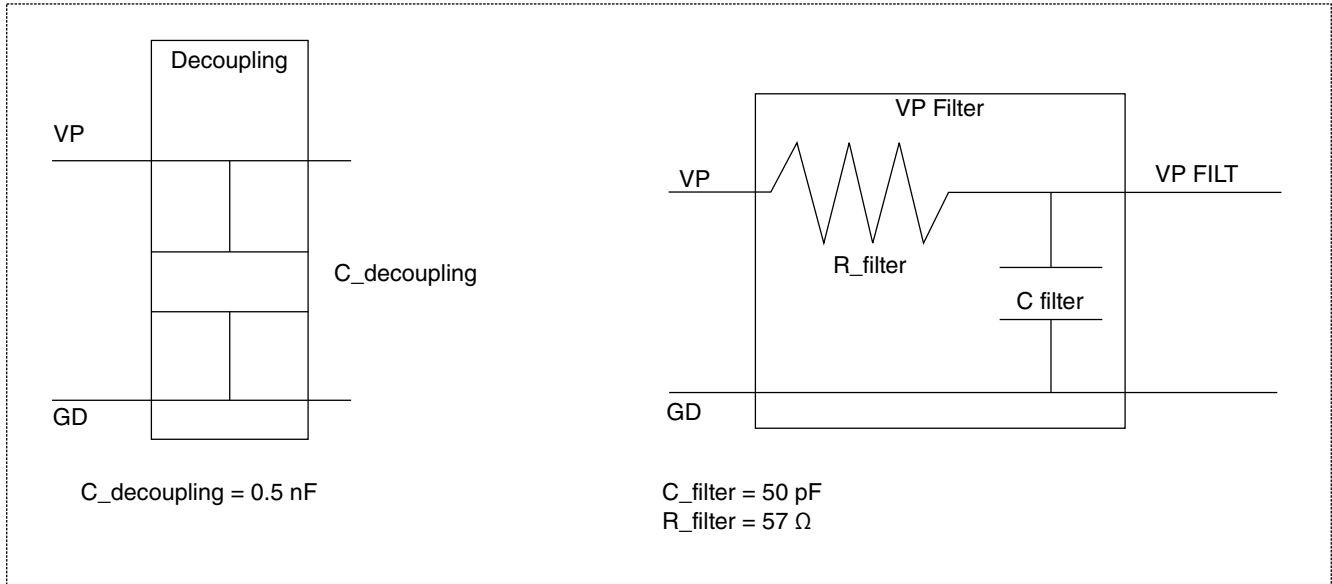 Decoupling
VP
C_decoupling
GD
C_decoupling = 0.5 nF
VP Filter
VP
VP FILT
R_filter
C filter
GD
C_filter = 50 pF
R_filter = 57 Ω